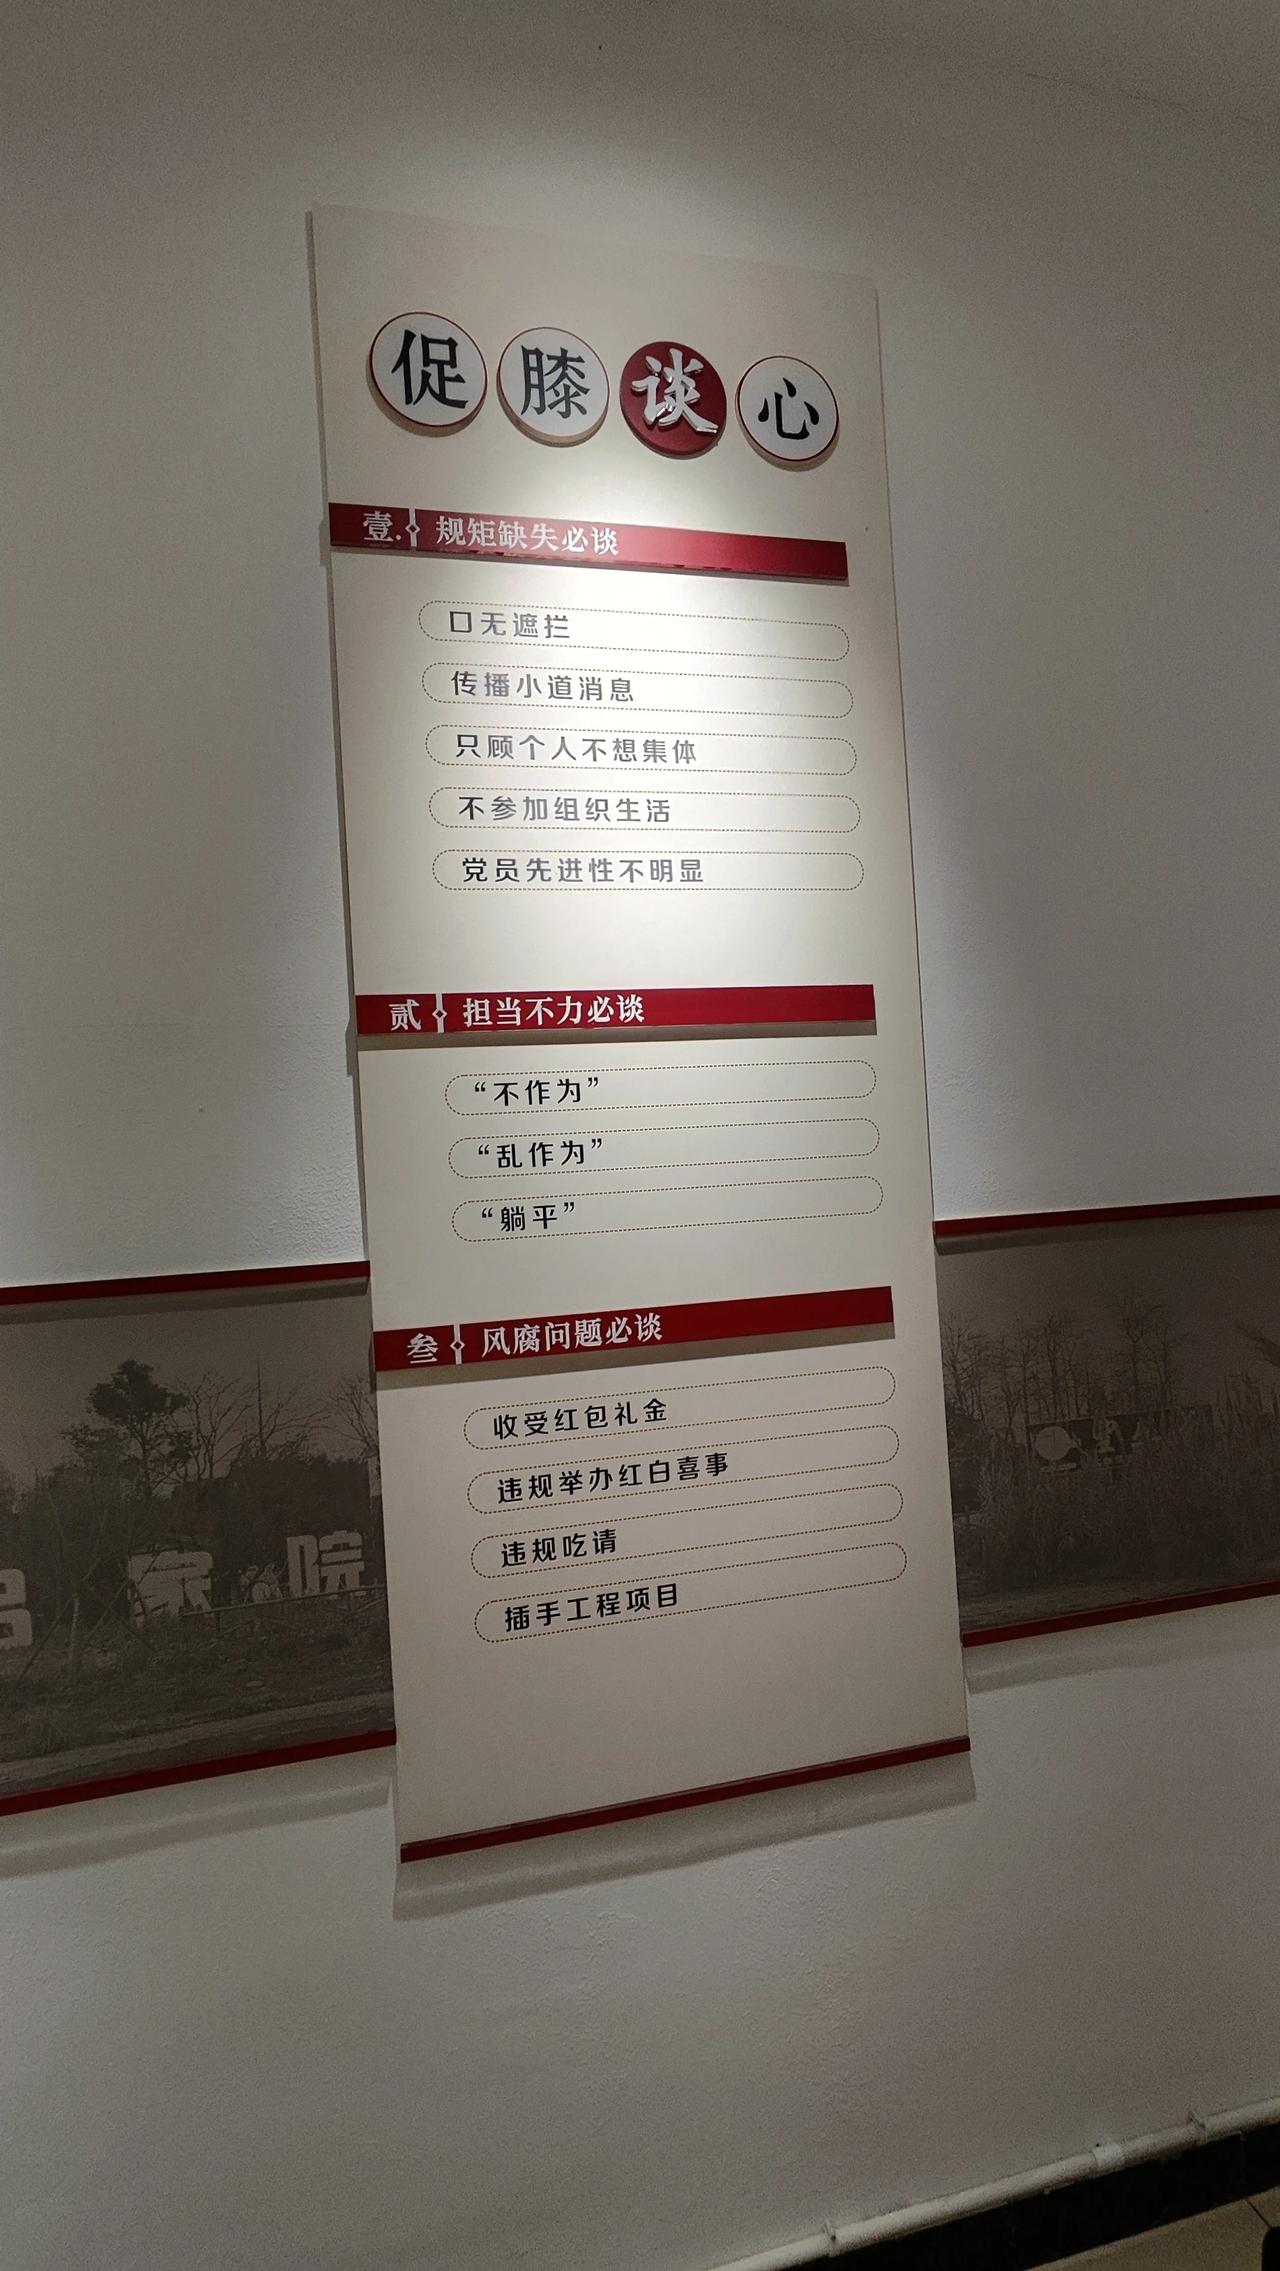 促膝谈心
壹. 规矩缺失必谈
口无遮拦
传播小道消息
只顾个人不想集体
不参加组织生活
党员先进性不明显
贰 担当不力必谈
“不作为”
“乱作为”
“躺平”
叁 风腐问题必谈
收受红包礼金
违规举办红白喜事
违规吃请
插手工程项目
家 院